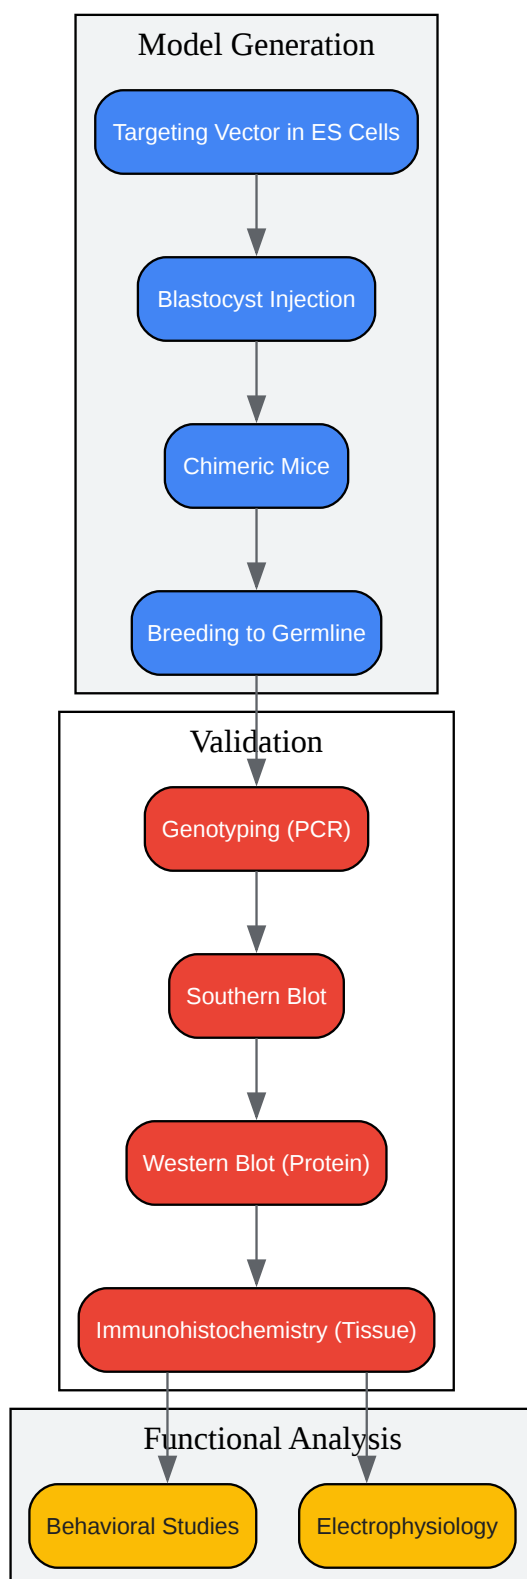 Model Generation
Targeting Vector in ES Cells
Blastocyst Injection
Chimeric Mice
Breeding to Germline
Validation
Genotyping (PCR)
Southern Blot
Western Blot (Protein)
Immunohistochemistry (Tissue)
Functional Analysis
Behavioral Studies
Electrophysiology